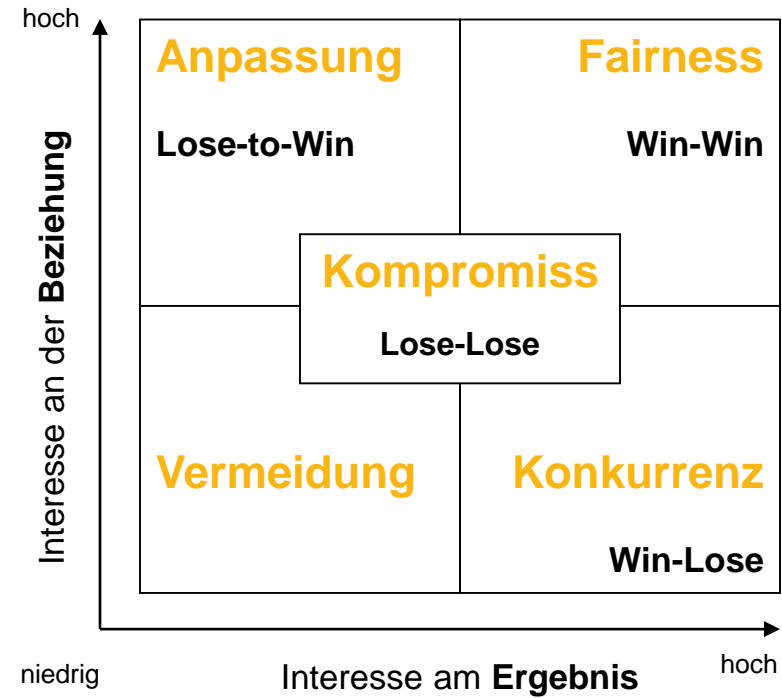 hoch
Anpassung
Fairness
Lose-to-Win
Win-Win
Interesse an der Beziehung
Kompromiss
Lose-Lose
Vermeidung
Konkurrenz
Win-Lose
niedrig
Interesse am Ergebnis
hoch